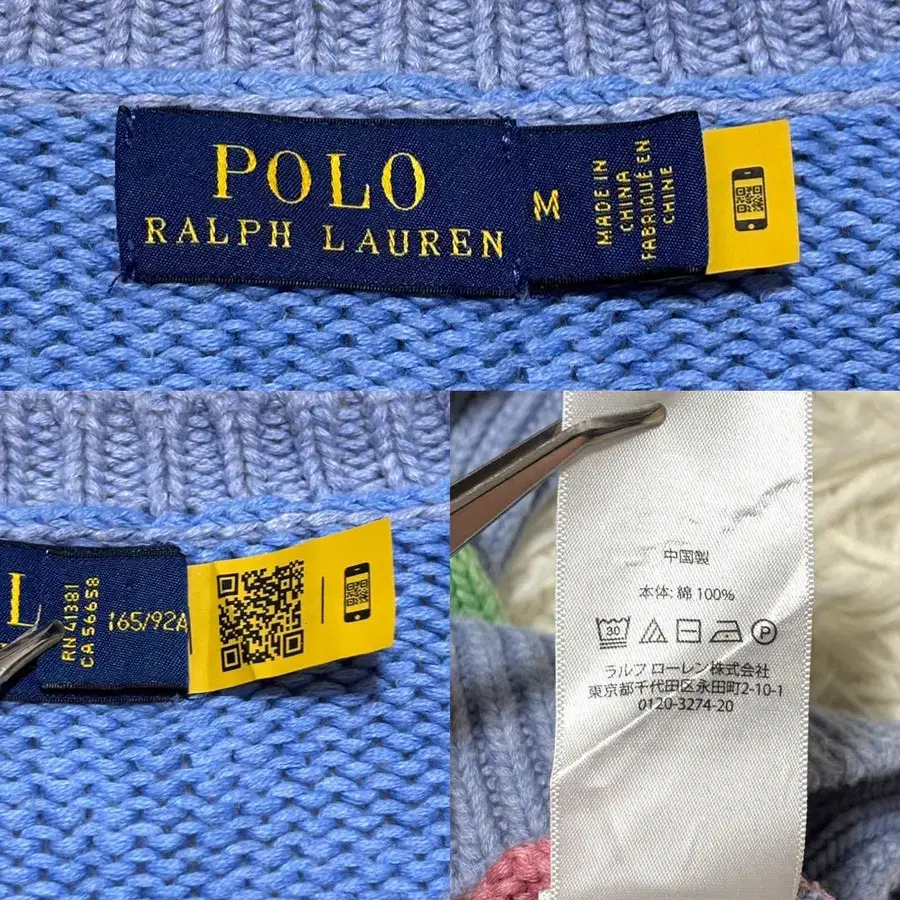 POLO
RALPH LAUREN
M
MADE IN
CHINA
FABRIQUÉ EN
CHINE
L
RN 41381
CA 56658
165/92A
中国製
本体: 綿 100%
30
P
ラルフ ローレン株式会社
東京都千代田区永田町2-10-1
0120-3274-20